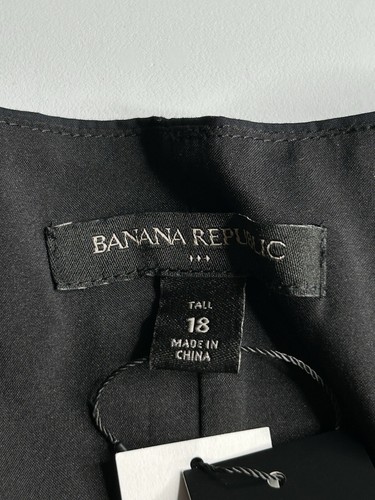 BANANA REPUBLIC
TALL
18
MADE IN
CHINA